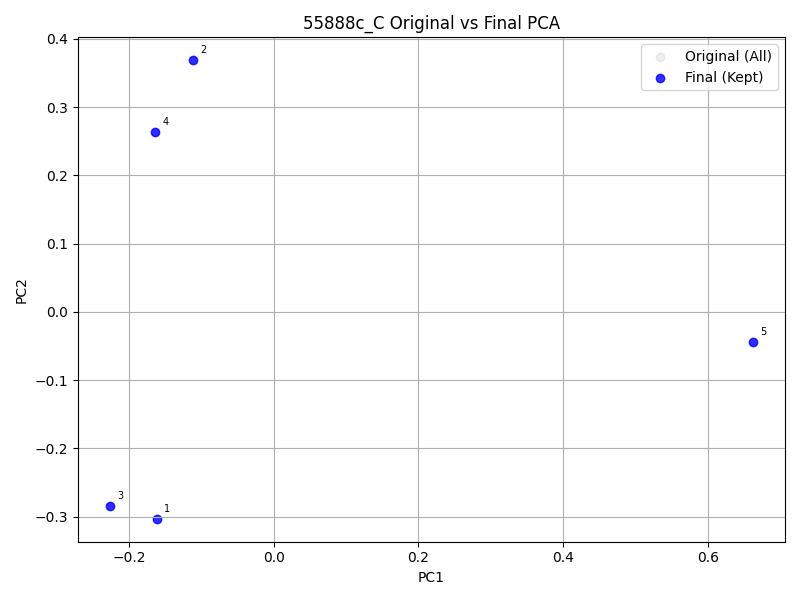 55888c_C Original vs Final PCA
Original (All)
Final (Kept)
2
4
5
3
1
0.4
0.3
0.2
0.1
0.0
−0.1
−0.2
−0.3
PC2
−0.2 0.0 0.2 0.4 0.6
PC1